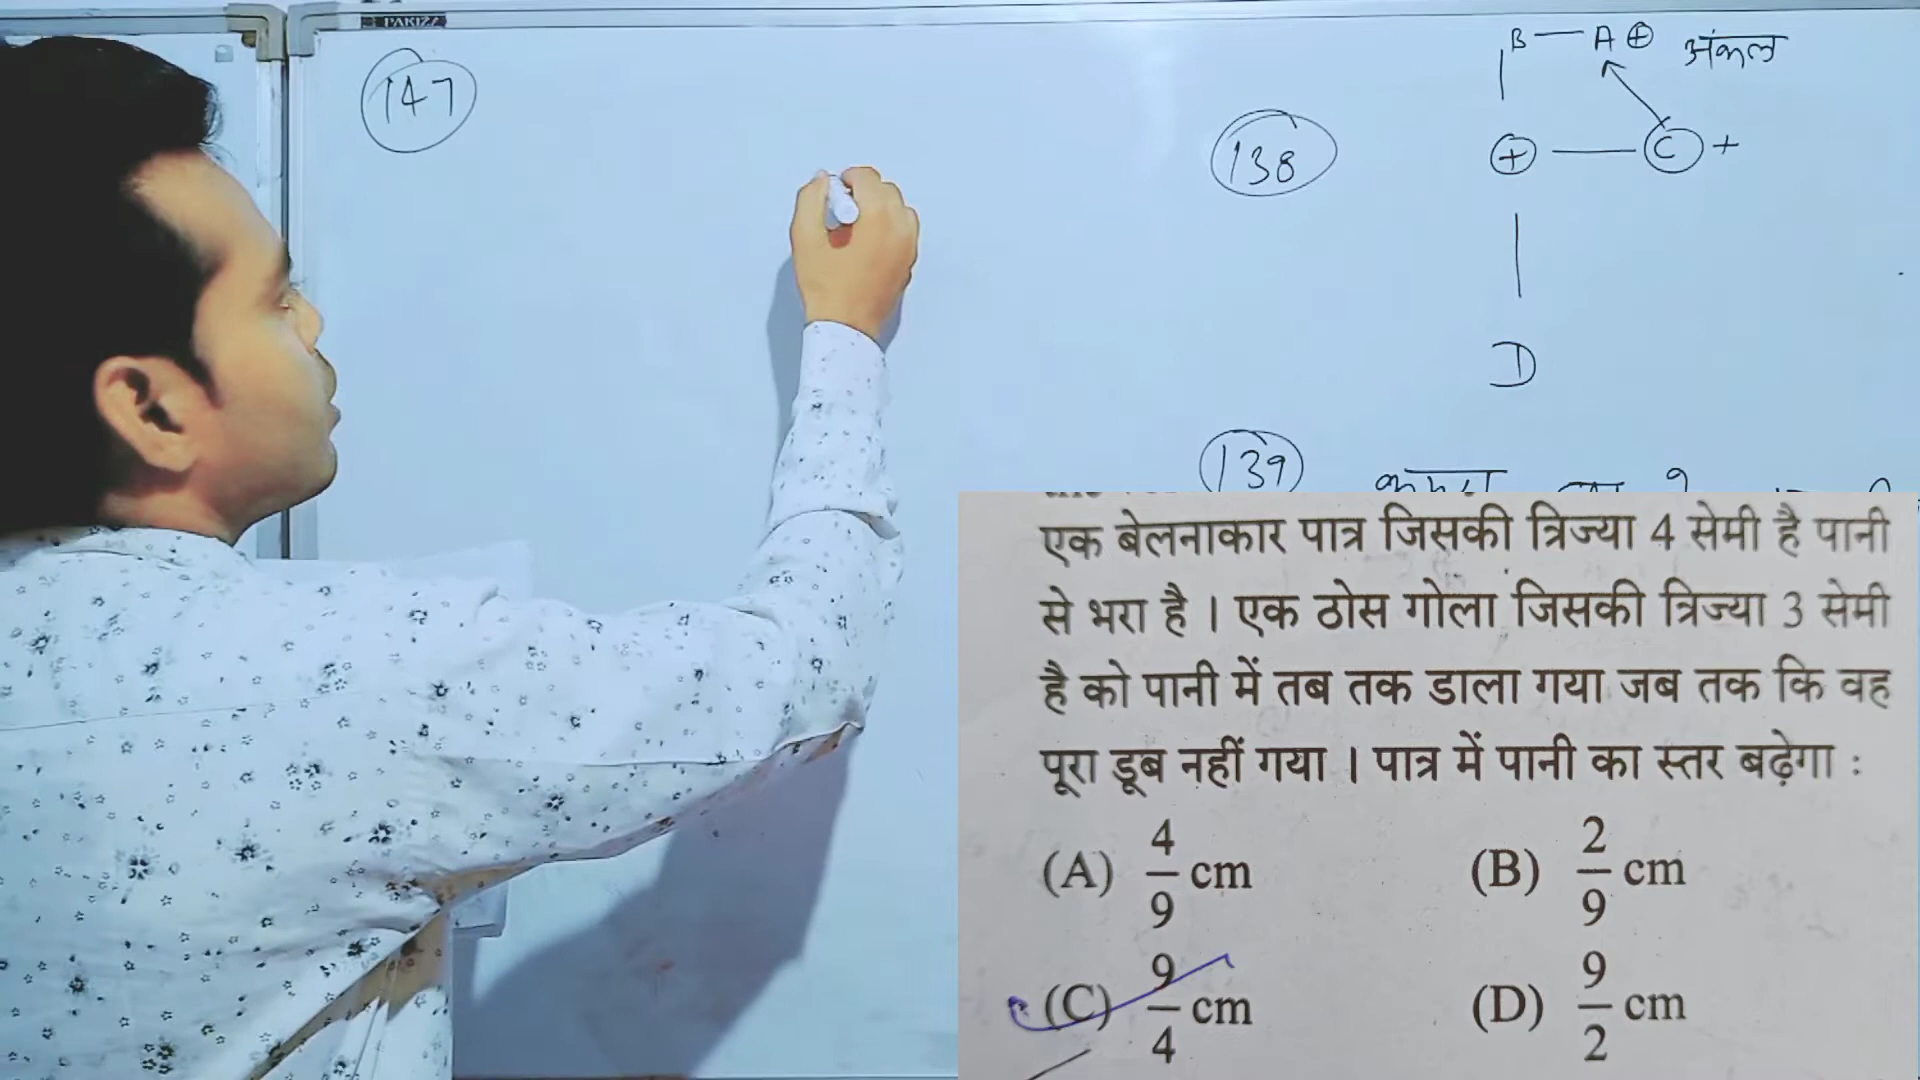 PARIZZ
147
B — A ⊕ अंकल
138
⊕ — C +
D
139
एक बेलनाकार पात्र जिसकी त्रिज्या 4 सेमी है पानी
से भरा है । एक ठोस गोला जिसकी त्रिज्या 3 सेमी
है को पानी में तब तक डाला गया जब तक कि वह
पूरा डूब नहीं गया । पात्र में पानी का स्तर बढ़ेगा :
(A) 4/9 cm (B) 2/9 cm
(C) 9/4 cm (D) 9/2 cm